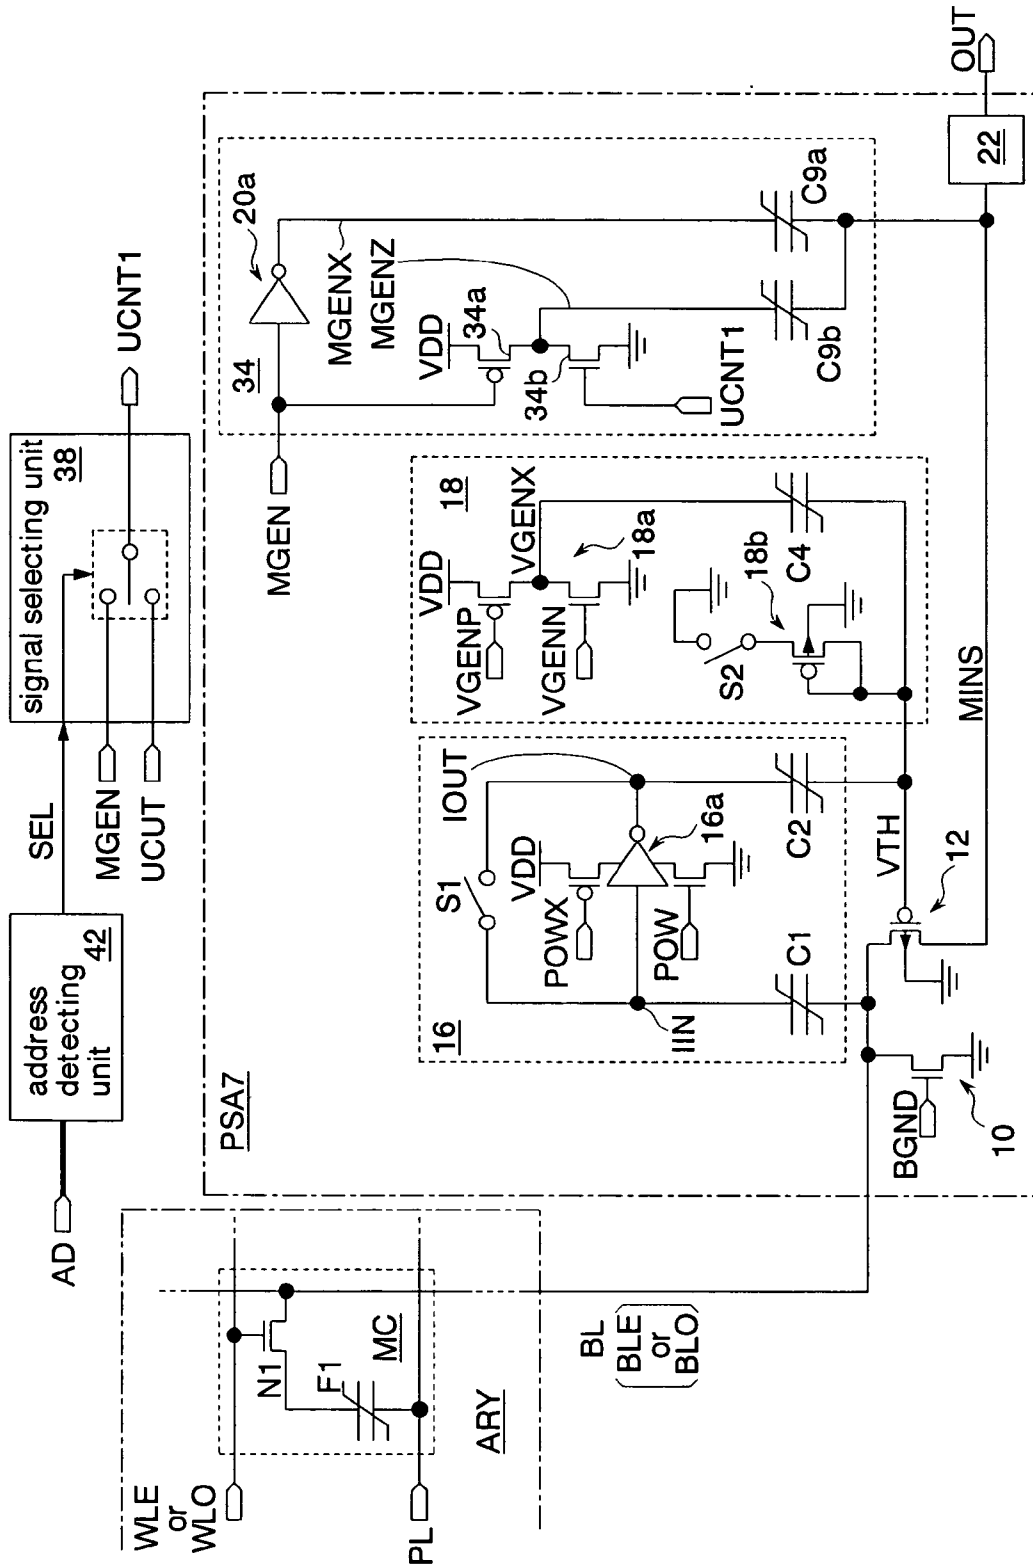 AD
address
detecting
unit
42
SEL
signal selecting unit
38
MGEN
UCUT
UCNT1
WLE
or
WLO
PL
N1
F1
MC
ARY
BL
BLE
or
BLO
PSA7
16
S1
IOUT
VDD
POWX
POW
16a
IIN
C1
C2
VTH
12
BGND
10
18
VDD
VGENP
VGENN
VGENX
18a
S2
18b
C4
MINS
MGEN
34
20a
MGENX
MGENZ
VDD
34a
34b
UCNT1
C9b
C9a
22
OUT